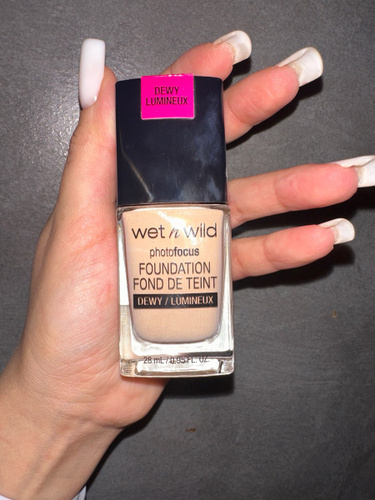 DEWY
LUMINEUX
wet n wild
photofocus
FOUNDATION
FOND DE TEINT
DEWY / LUMINEUX
28 mL / 0.95 FL. OZ.